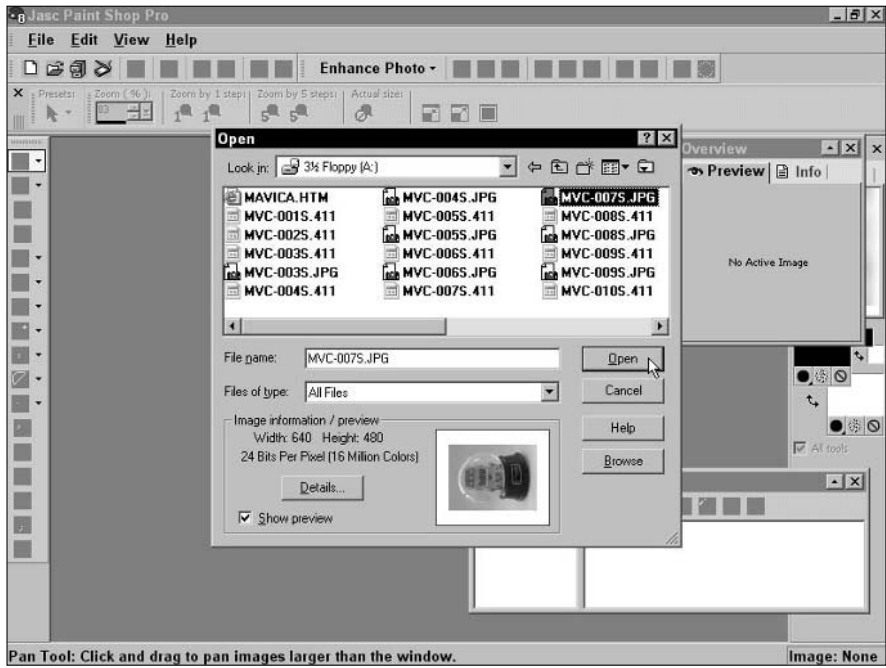 Jasc Paint Shop Pro
File Edit View Help
Enhance Photo
Presets: Zoom ( % ): Zoom by 1 step: Zoom by 5 steps: Actual size:
83
Open
Look in: 3½ Floppy (A:)
MAVICA.HTM MVC-004S.JPG MVC-007S.JPG
MVC-001S.411 MVC-005S.411 MVC-008S.411
MVC-002S.411 MVC-005S.JPG MVC-008S.JPG
MVC-003S.411 MVC-006S.411 MVC-009S.411
MVC-003S.JPG MVC-006S.JPG MVC-009S.JPG
MVC-004S.411 MVC-007S.411 MVC-010S.411
File name: MVC-007S.JPG Open
Files of type: All Files Cancel
Image information / preview
Width: 640 Height: 480
24 Bits Per Pixel (16 Million Colors)
Details...
Show preview
Help
Browse
Overview
Preview Info
No Active Image
All tools
Pan Tool: Click and drag to pan images larger than the window. Image: None